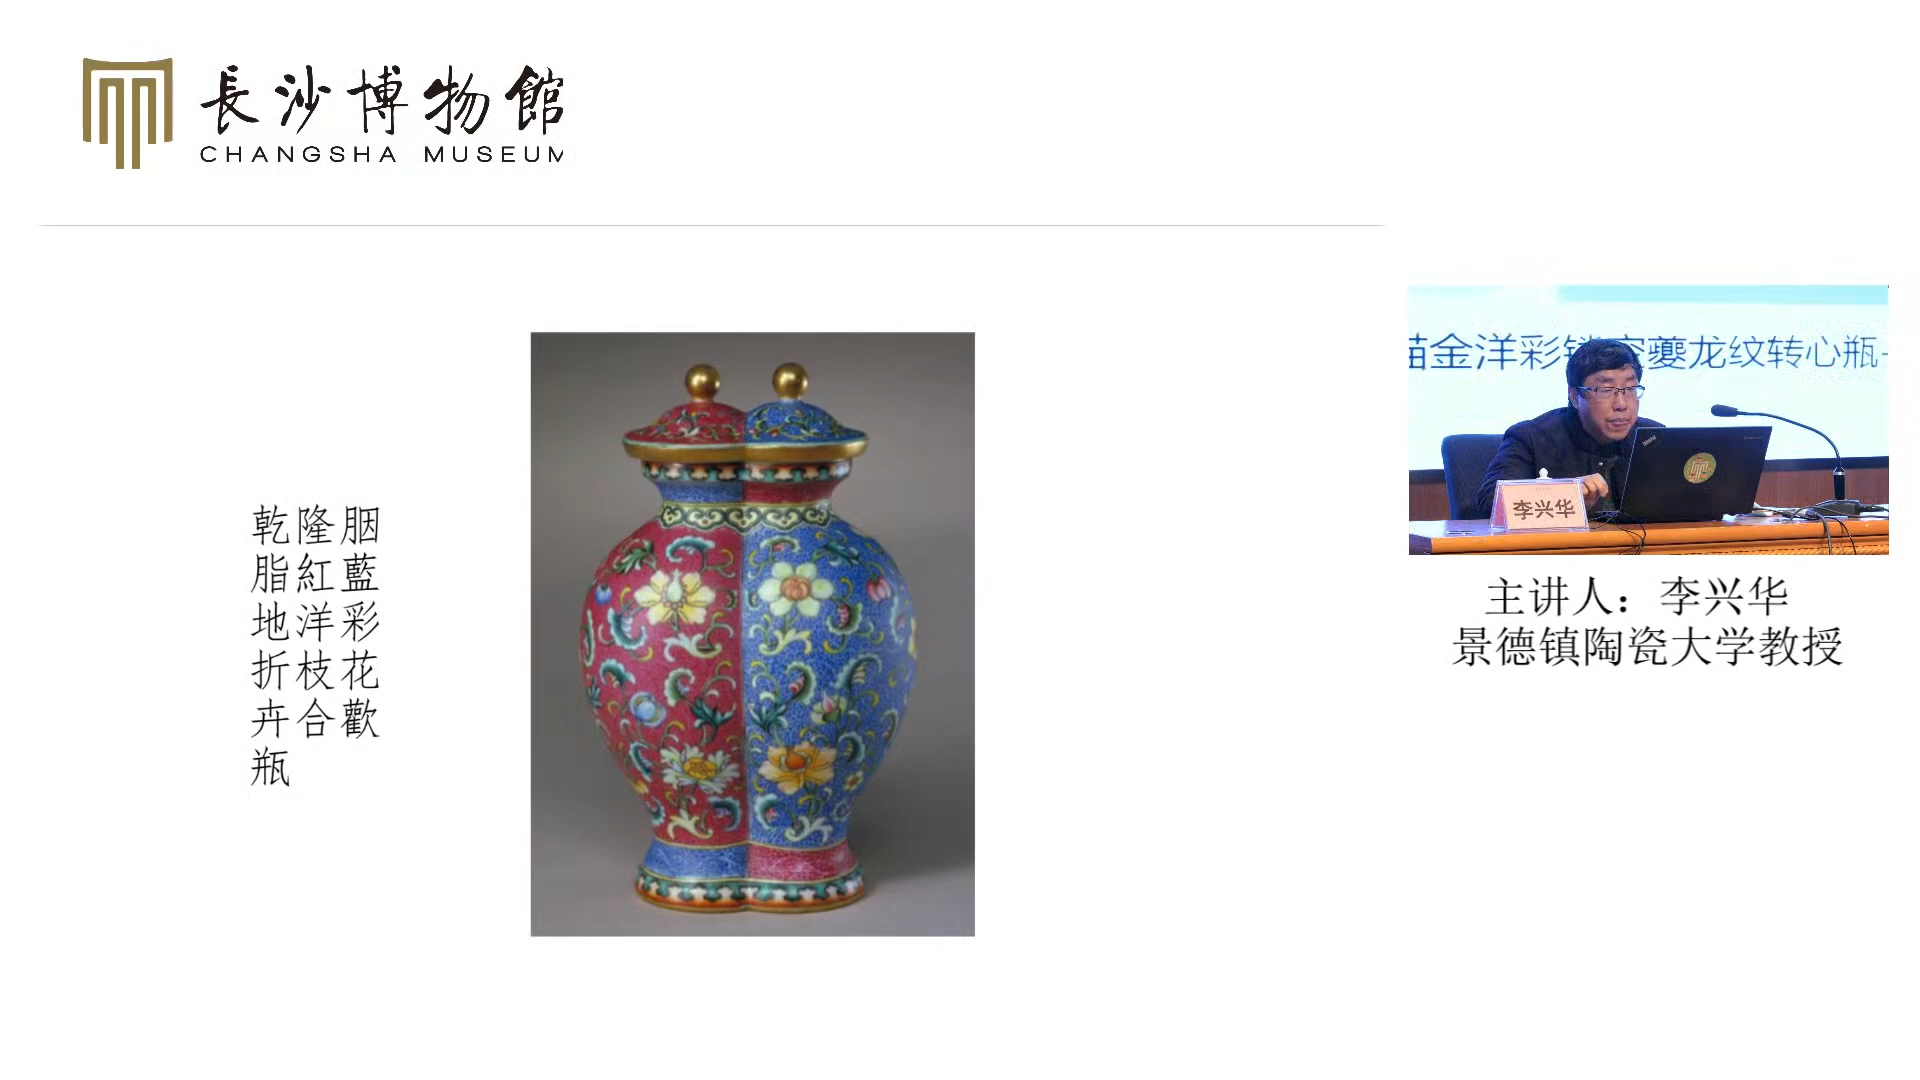 長沙博物館
CHANGSHA MUSEUM
乾隆胭
脂紅藍
地洋彩
折枝花
卉合歡
瓶
金洋彩
夔龙纹转心瓶
李兴华
主讲人：李兴华
景德镇陶瓷大学教授